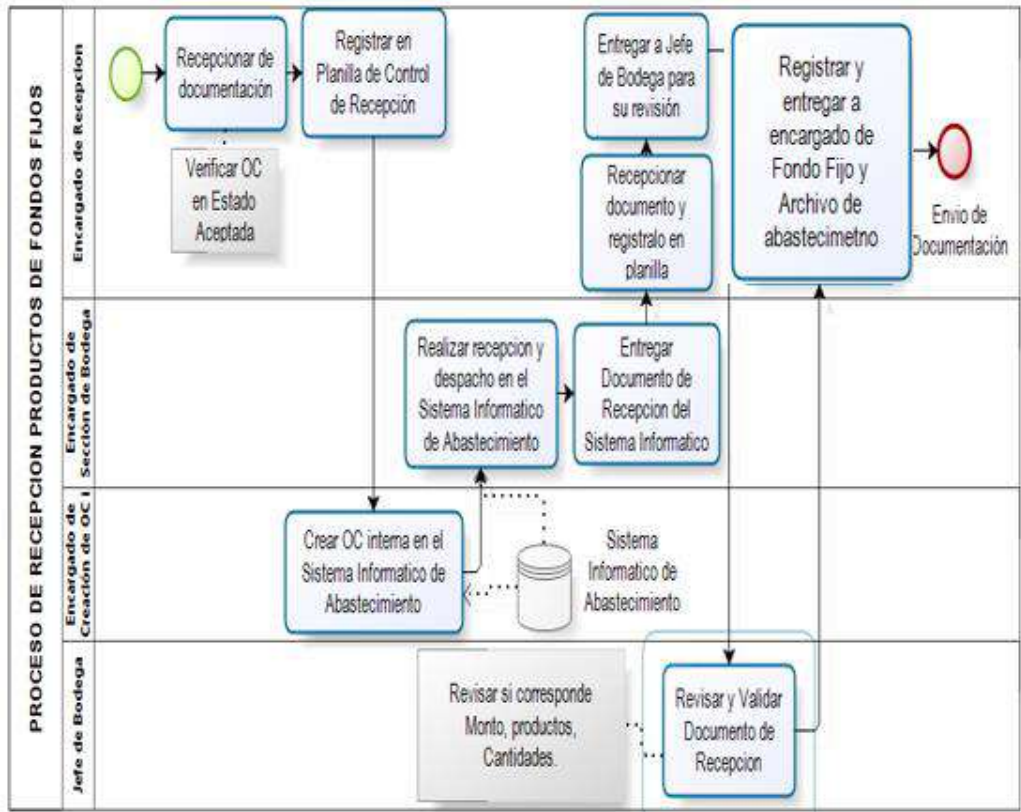 PROCESO DE RECEPCION PRODUCTOS DE FONDOS FIJOS
Encargado de Recepcion
Recepcionar de
documentación
Verificar OC
en Estado
Aceptada
Registrar en
Planilla de Control
de Recepción
Entregar a Jefe
de Bodega para
su revisión
Recepcionar
documento y
registralo en
planilla
Registrar y
entregar a
encargado de
Fondo Fijo y
Archivo de
abastecimetno
Envio de
Documentación
Encargado de
Sección de Bodega
Realizar recepcion y
despacho en el
Sistema Informatico
de Abastecimiento
Entregar
Documento de
Recepcion del
Sistema Informatico
Encargado de
Creación de OC i
Crear OC interna en el
Sistema Informatico de
Abastecimiento
Sistema
Informatico de
Abastecimiento
Jefe de Bodega
Revisar si corresponde
Monto, productos,
Cantidades.
Revisar y Validar
Documento de
Recepcion